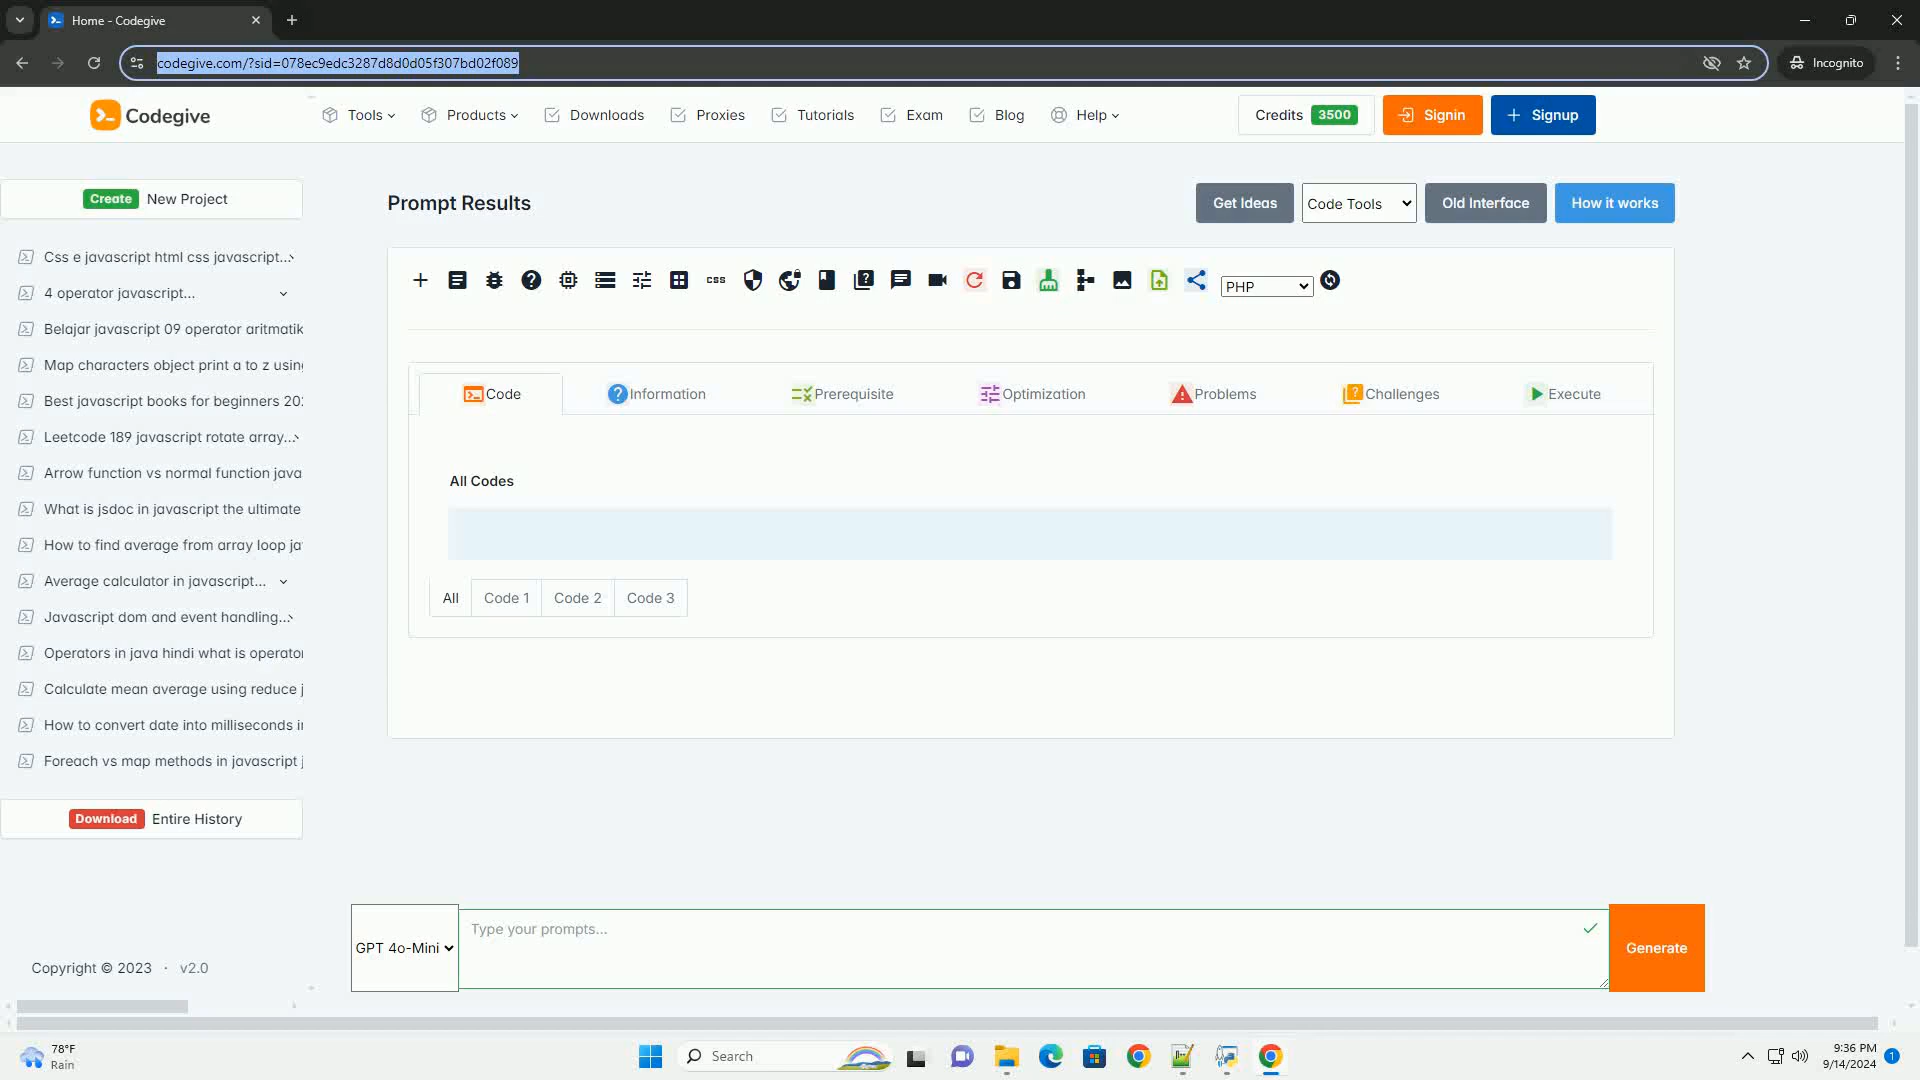 Home - Codegive
codegive.com/?sid=078ec9edc3287d8d0d05f307bd02f089
Incognito
Codegive
Tools
Products
Downloads
Proxies
Tutorials
Exam
Blog
Help
Credits 3500
Signin
Signup
Create New Project
Css e javascript html css javascript...
4 operator javascript...
Belajar javascript 09 operator aritmatik
Map characters object print a to z using
Best javascript books for beginners 20
Leetcode 189 javascript rotate array...
Arrow function vs normal function java
What is jsdoc in javascript the ultimate
How to find average from array loop ja
Average calculator in javascript...
Javascript dom and event handling...
Operators in java hindi what is operator
Calculate mean average using reduce j
How to convert date into milliseconds in
Foreach vs map methods in javascript j
Download Entire History
Copyright © 2023 · v2.0
Prompt Results
Get Ideas
Code Tools
Old Interface
How it works
css
PHP
Code
Information
Prerequisite
Optimization
Problems
Challenges
Execute
All Codes
All
Code 1
Code 2
Code 3
GPT 4o-Mini
Type your prompts...
Generate
78°F
Rain
Search
9:36 PM
9/14/2024
1